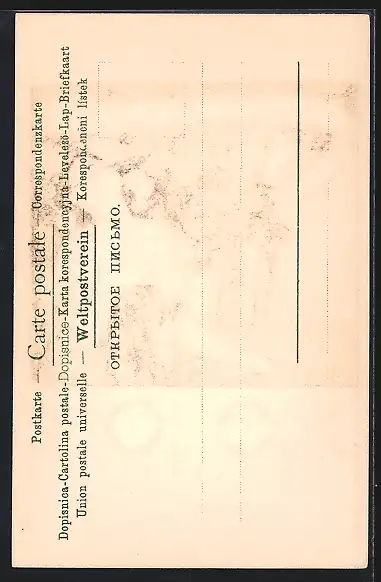 Postkarte — Carte postale — Correspondenzkarte
Dopisnica-Cartolina postale-Dopisnice-Karta korespondencyjna-Levelező-Lap-Briefkaart
Union postale universelle — Weltpostverein — Korespondenční lístek
ОТКРЫТОЕ ПИСЬМО.